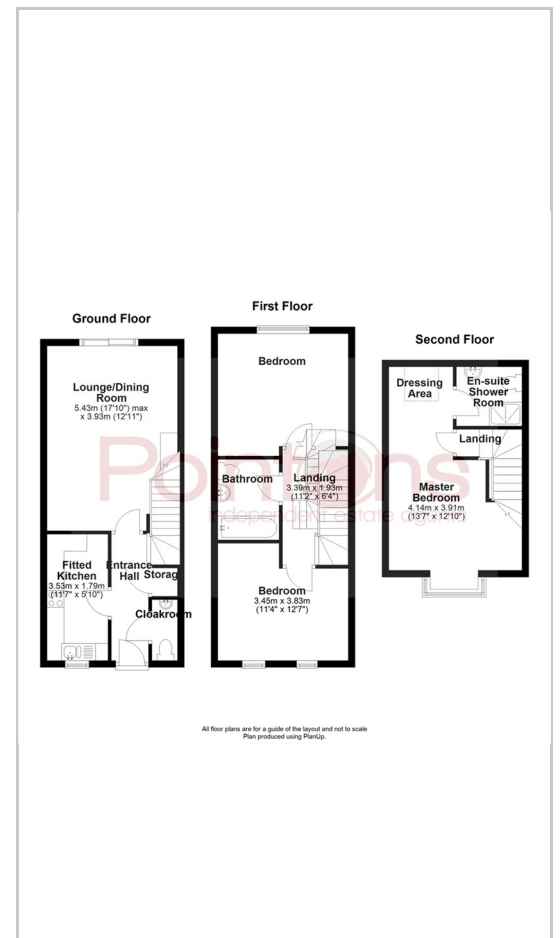 Ground Floor
Lounge/Dining
Room
5.43m (17'10") max
x 3.93m (12'11")
Fitted
Kitchen
3.53m x 1.79m
(11'7" x 5'10")
Entrance
Hall
Storag
Cloakroom
First Floor
Bedroom
Bathroom
Landing
3.39m x 1.93m
(11'2" x 6'4")
Bedroom
3.45m x 3.83m
(11'4" x 12'7")
Second Floor
Dressing
Area
En-suite
Shower
Room
Landing
Master
Bedroom
4.14m x 3.91m
(13'7" x 12'10")
Pointons
independent estate agents
All floor plans are for a guide of the layout and not to scale
Plan produced using PlanUp.